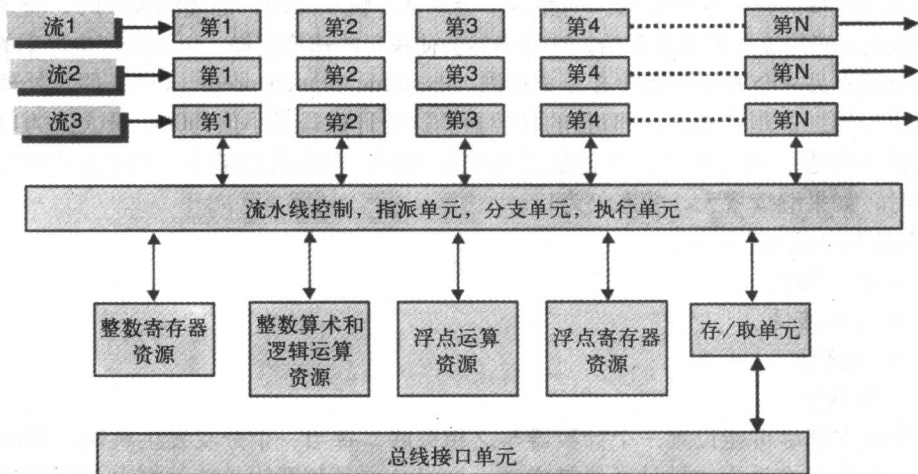 流1 第1 第2 第3 第4 第N
流2 第1 第2 第3 第4 第N
流3 第1 第2 第3 第4 第N
流水线控制，指派单元，分支单元，执行单元
整数寄存器
资源
整数算术和
逻辑运算
资源
浮点运算
资源
浮点寄存器
资源
存/取单元
总线接口单元